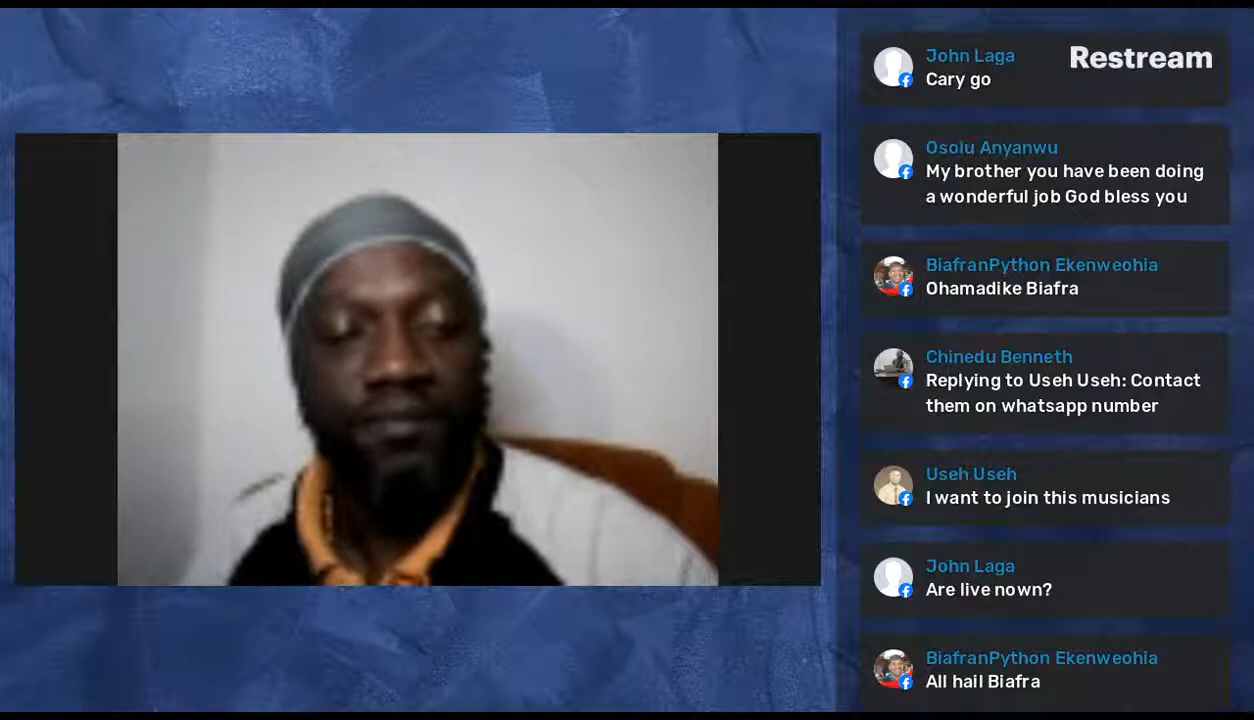 John Laga
Restream
Cary go
Osolu Anyanwu
My brother you have been doing
a wonderful job God bless you
BiafranPython Ekenweohia
Ohamadike Biafra
Chinedu Benneth
Replying to Useh Useh: Contact
them on whatsapp number
Useh Useh
I want to join this musicians
John Laga
Are live nown?
BiafranPython Ekenweohia
All hail Biafra